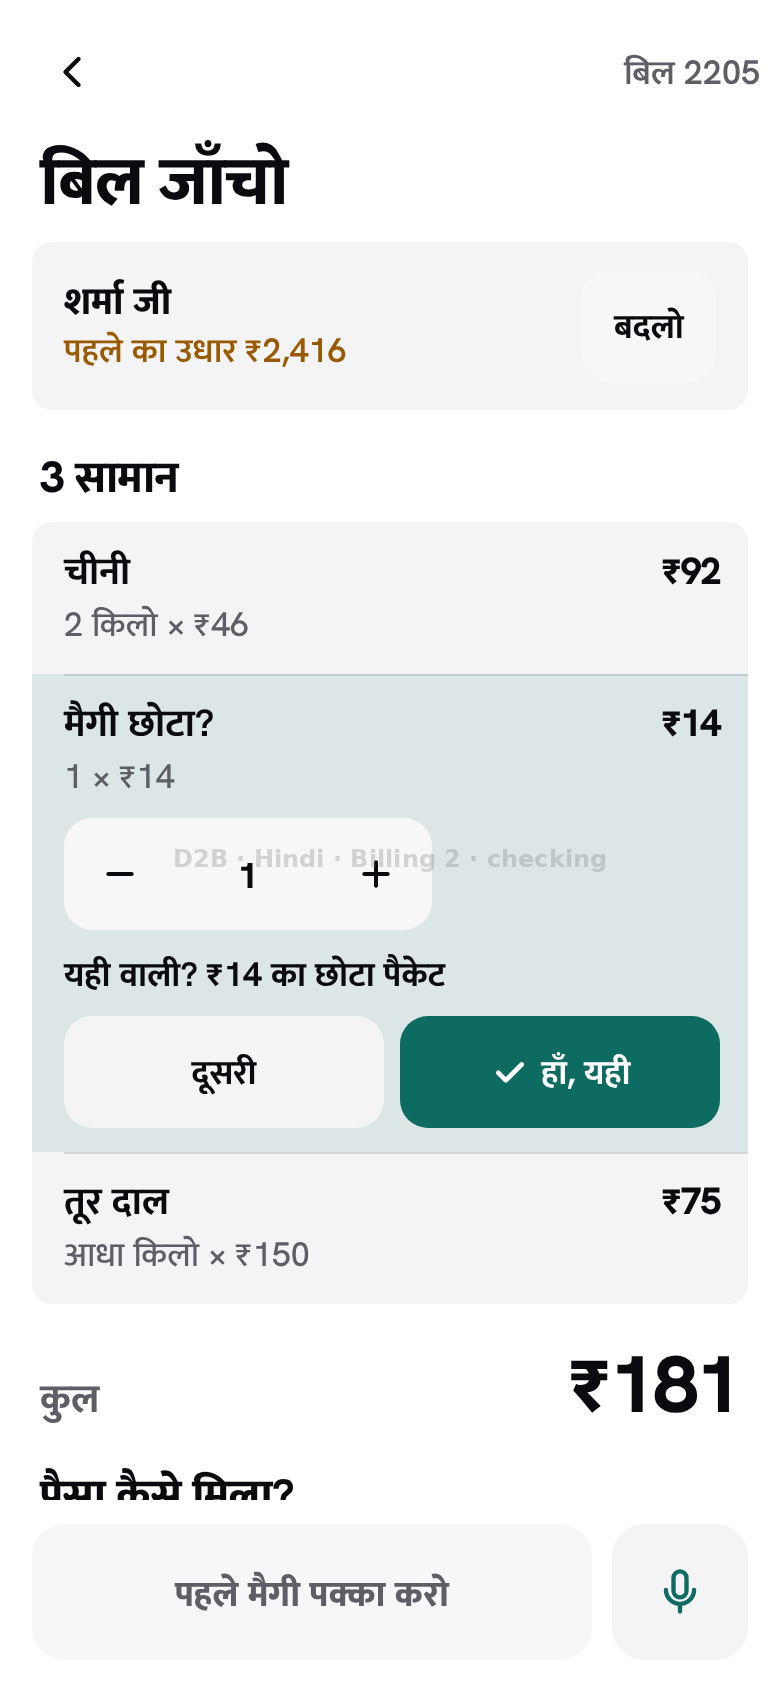 बिल 2205
बिल जाँचो
शर्मा जी
पहले का उधार ₹2,416
बदलो
3 सामान
चीनी ₹92
2 किलो × ₹46
मैगी छोटा? ₹14
1 × ₹14
D2B · Hindi · Billing 2 · checking
− 1 +
यही वाली? ₹14 का छोटा पैकेट
दूसरी ✓ हाँ, यही
तूर दाल ₹75
आधा किलो × ₹150
कुल ₹181
पैसा कैसे मिला?
पहले मैगी पक्का करो